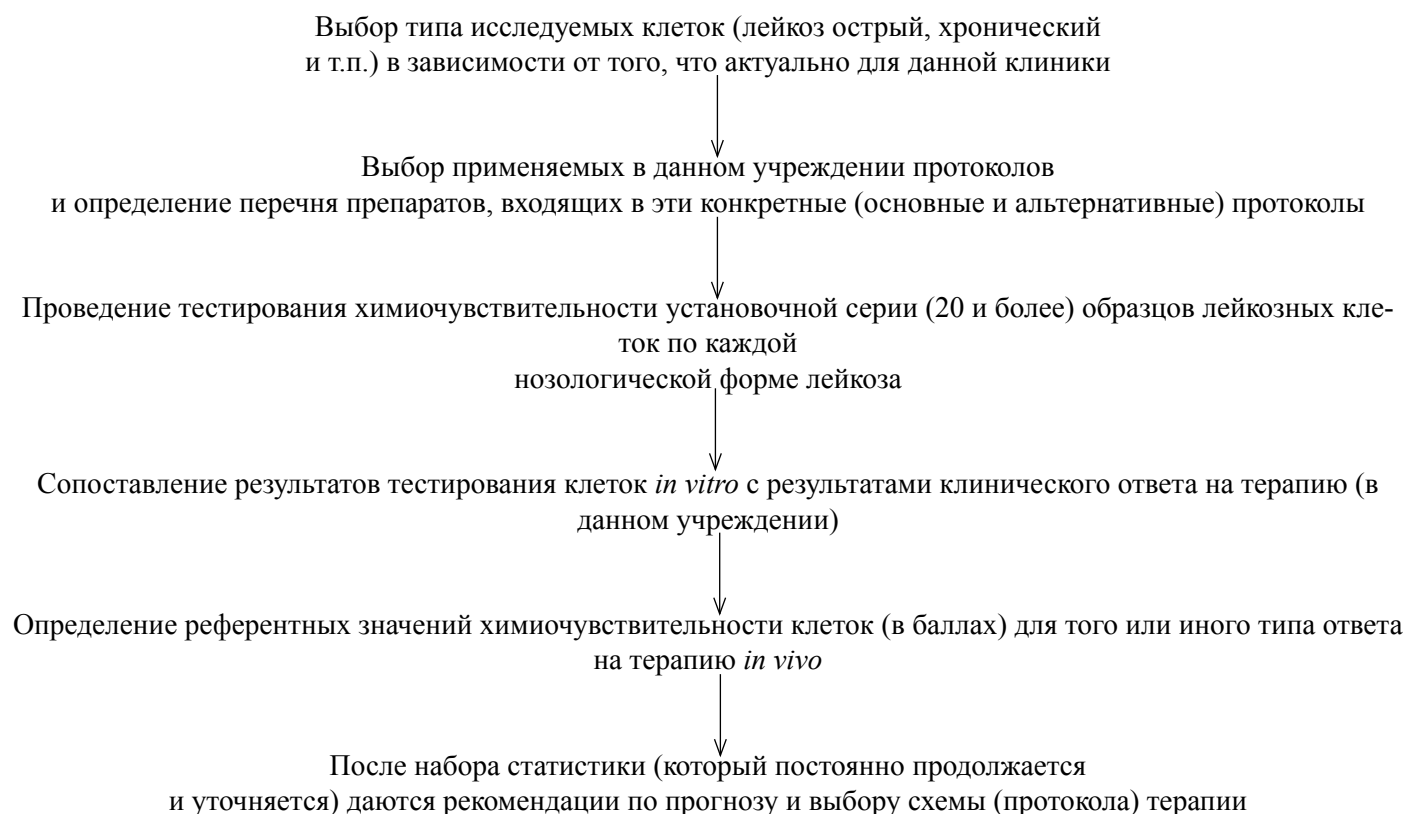 Выбор типа исследуемых клеток (лейкоз острый, хронический
и т.п.) в зависимости от того, что актуально для данной клиники
Выбор применяемых в данном учреждении протоколов
и определение перечня препаратов, входящих в эти конкретные (основные и альтернативные) протоколы
Проведение тестирования химиочувствительности установочной серии (20 и более) образцов лейкозных кле-
ток по каждой
нозологической форме лейкоза
Сопоставление результатов тестирования клеток in vitro с результатами клинического ответа на терапию (в
данном учреждении)
Определение референтных значений химиочувствительности клеток (в баллах) для того или иного типа ответа
на терапию in vivo
После набора статистики (который постоянно продолжается
и уточняется) даются рекомендации по прогнозу и выбору схемы (протокола) терапии